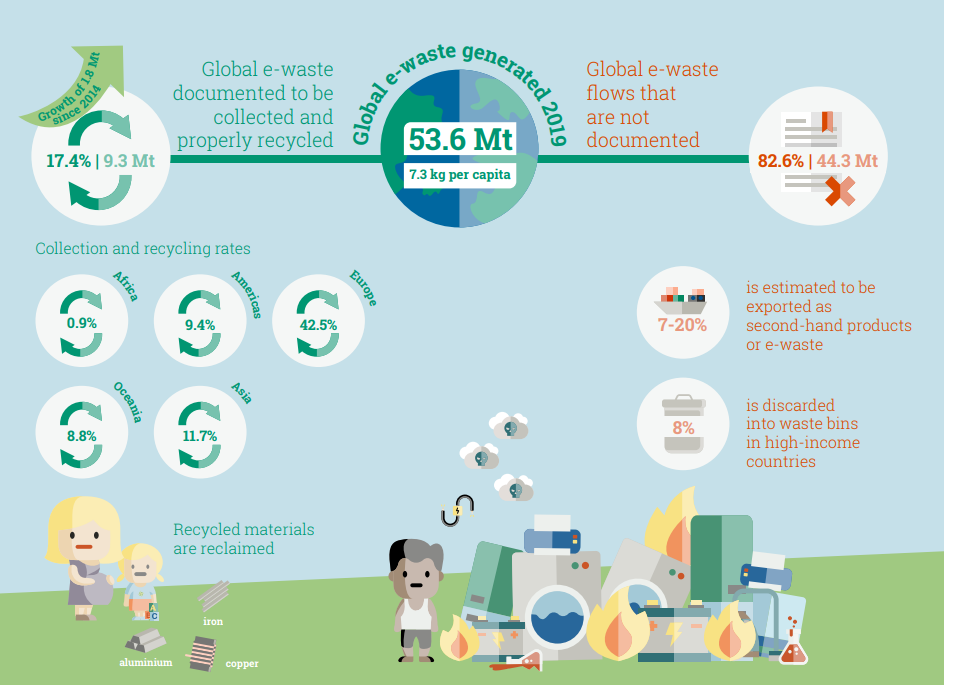 Growth of 1.8 Mt
since 2014
17.4% | 9.3 Mt
Global e-waste
documented to be
collected and
properly recycled
Global e-waste generated 2019
53.6 Mt
7.3 kg per capita
Global e-waste
flows that
are not
documented
82.6% | 44.3 Mt
Collection and recycling rates
Africa
0.9%
Americas
9.4%
Europe
42.5%
Oceania
8.8%
Asia
11.7%
7-20%
is estimated to be
exported as
second-hand products
or e-waste
8%
is discarded
into waste bins
in high-income
countries
Recycled materials
are reclaimed
A
C
iron
aluminium
copper